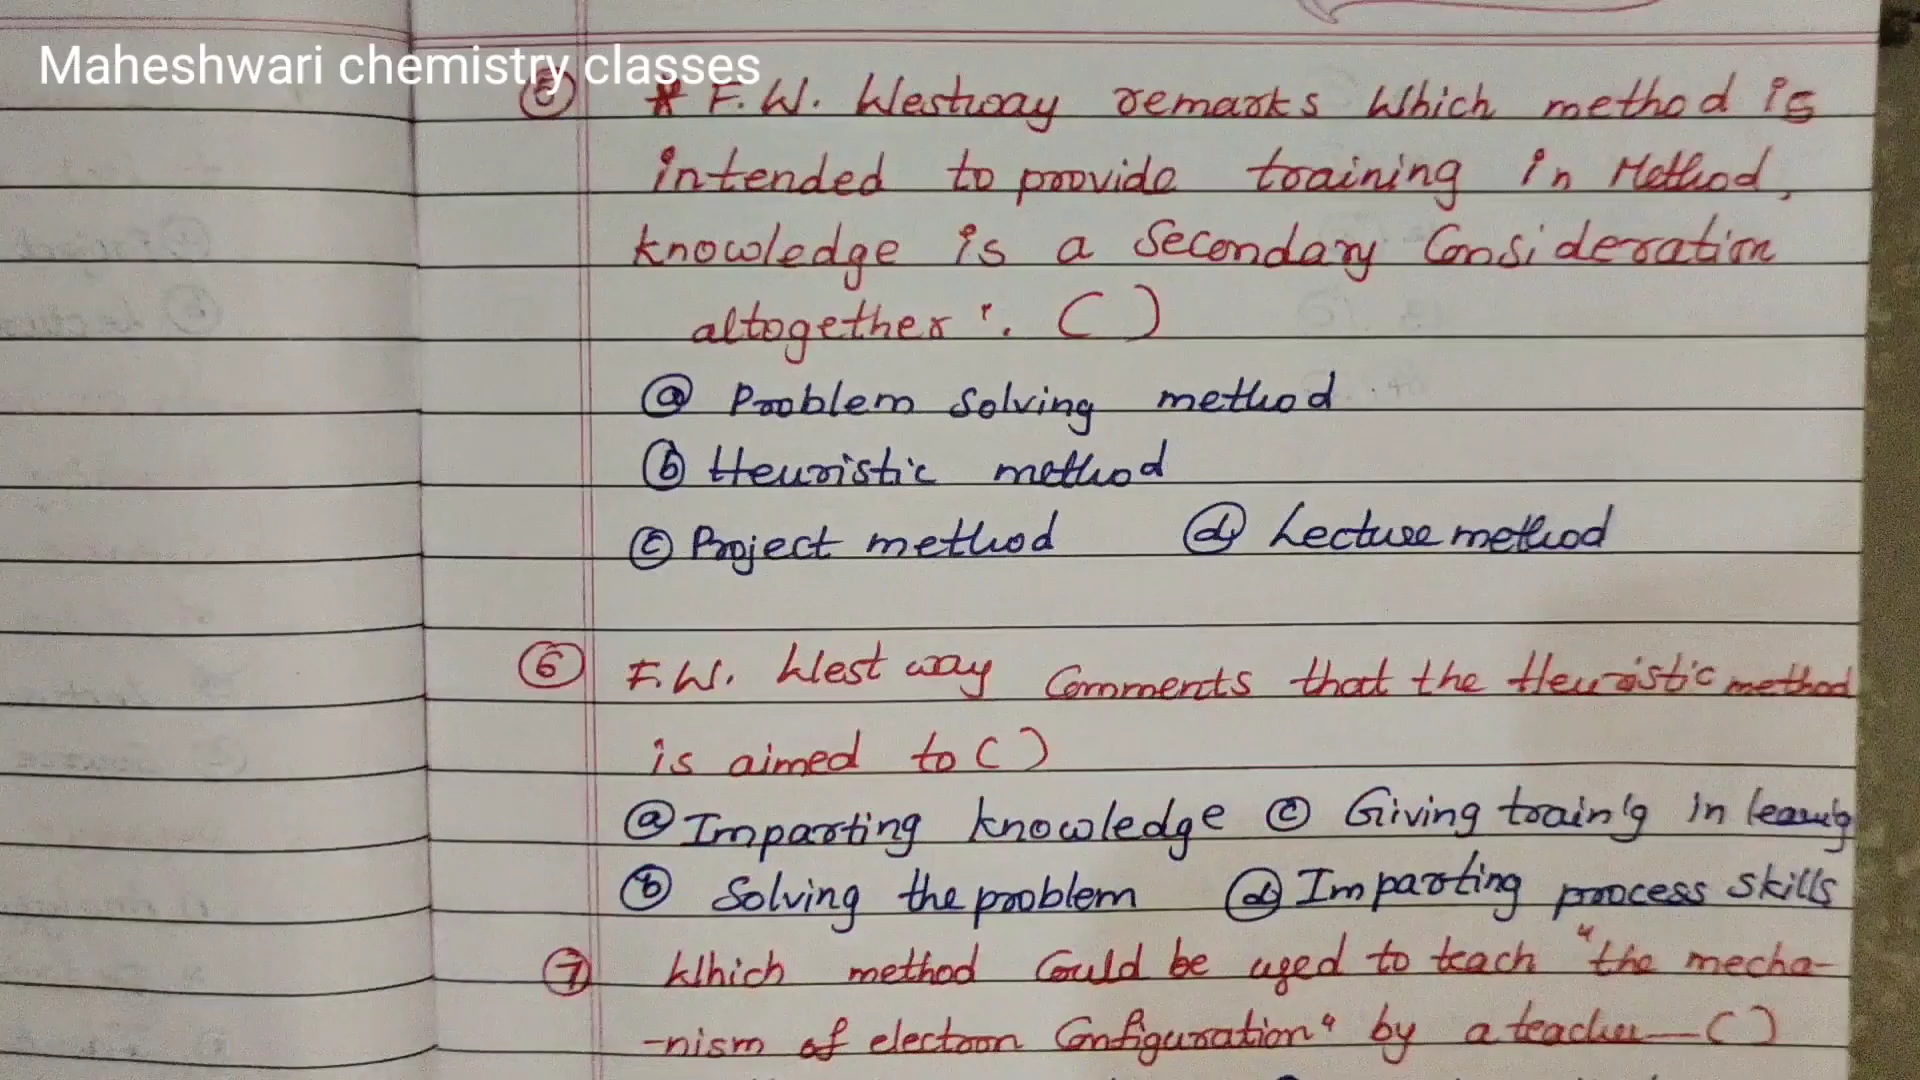 Maheshwari chemistry classes
⑤ * F.W. Westway remarks Which method is
intended to provide training in Method,
knowledge is a Secondary Consideration
altogether". ( )
ⓐ Problem Solving method
ⓑ Heuristic method
ⓒ Project method ⓓ Lecture method
⑥ F.W. West way Comments that the Heuristic method
is aimed to ( )
ⓐ Imparting knowledge ⓒ Giving train'g in learn'g
ⓑ Solving the problem ⓓ Imparting process skills
⑦ Which method Could be used to teach "the mecha-
-nism of electron Configuration" by a teacher — ( )